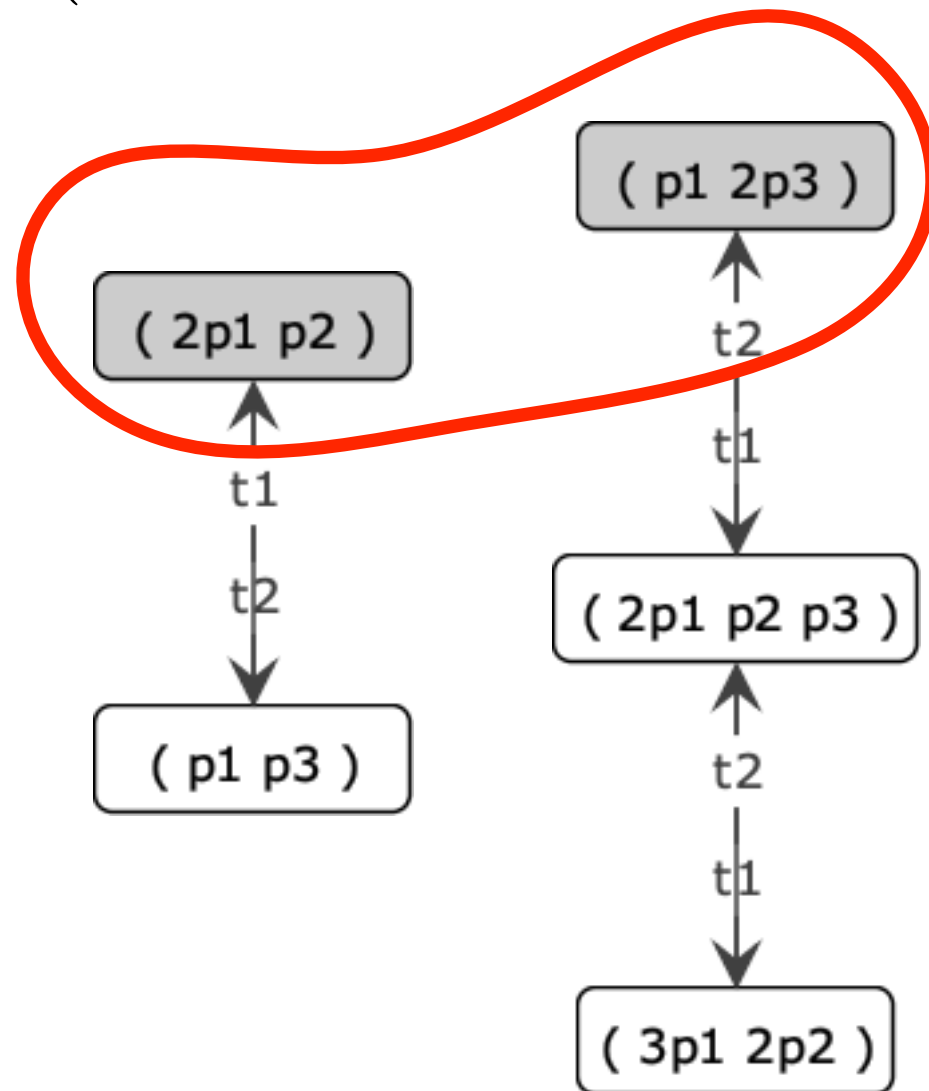 ( p1 2p3 )
( 2p1 p2 )
t2
t1
t1
t2
( 2p1 p2 p3 )
( p1 p3 )
t2
t1
( 3p1 2p2 )